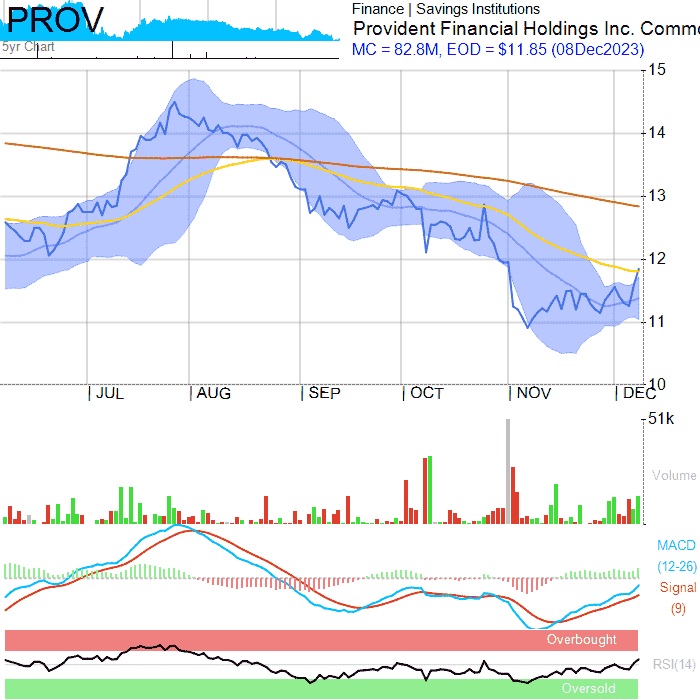 PROV
5yr Chart
Finance | Savings Institutions
Provident Financial Holdings Inc. Commo
MC = 82.8M, EOD = $11.85 (08Dec2023)
15
14
13
12
11
10
JUL AUG SEP OCT NOV DEC
51k
Volume
MACD
(12-26)
Signal
(9)
Overbought
RSI(14)
Oversold